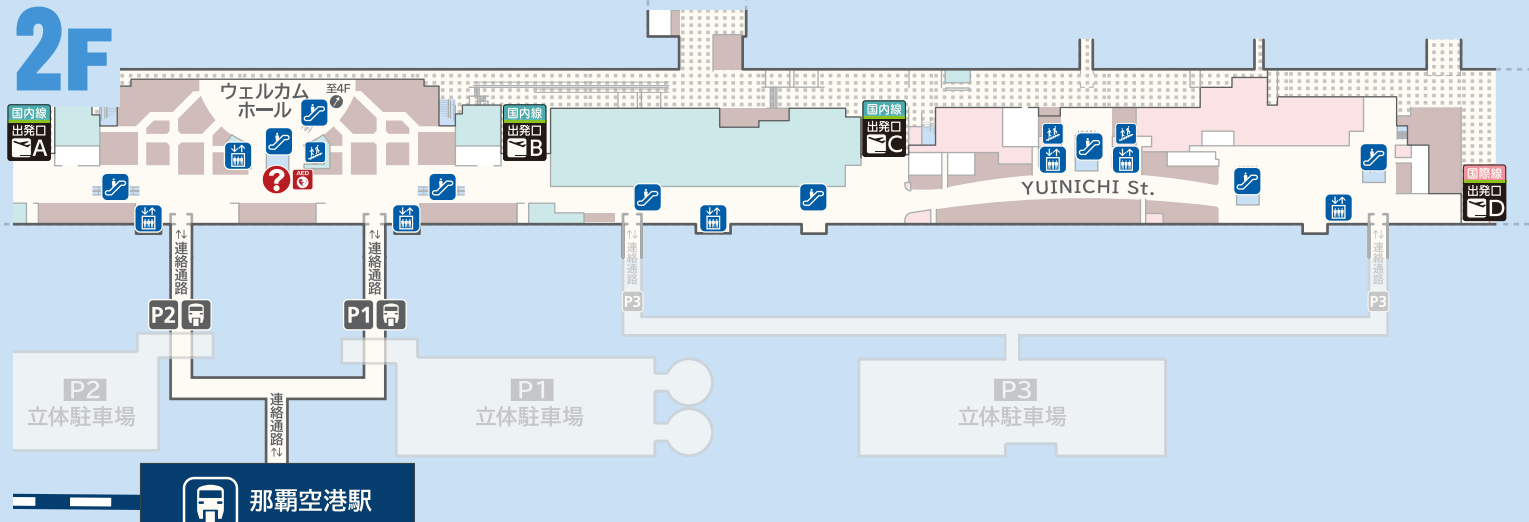 2F
ウェルカム
ホール
至4F
国内線
出発口
A
国内線
出発口
B
国内線
出発口
C
国際線
出発口
D
?
AED
YUINICHI St.
連絡通路
連絡通路
連絡通路
連絡通路
P2
P1
P3
P3
P2
立体駐車場
P1
立体駐車場
P3
立体駐車場
連絡通路
那覇空港駅